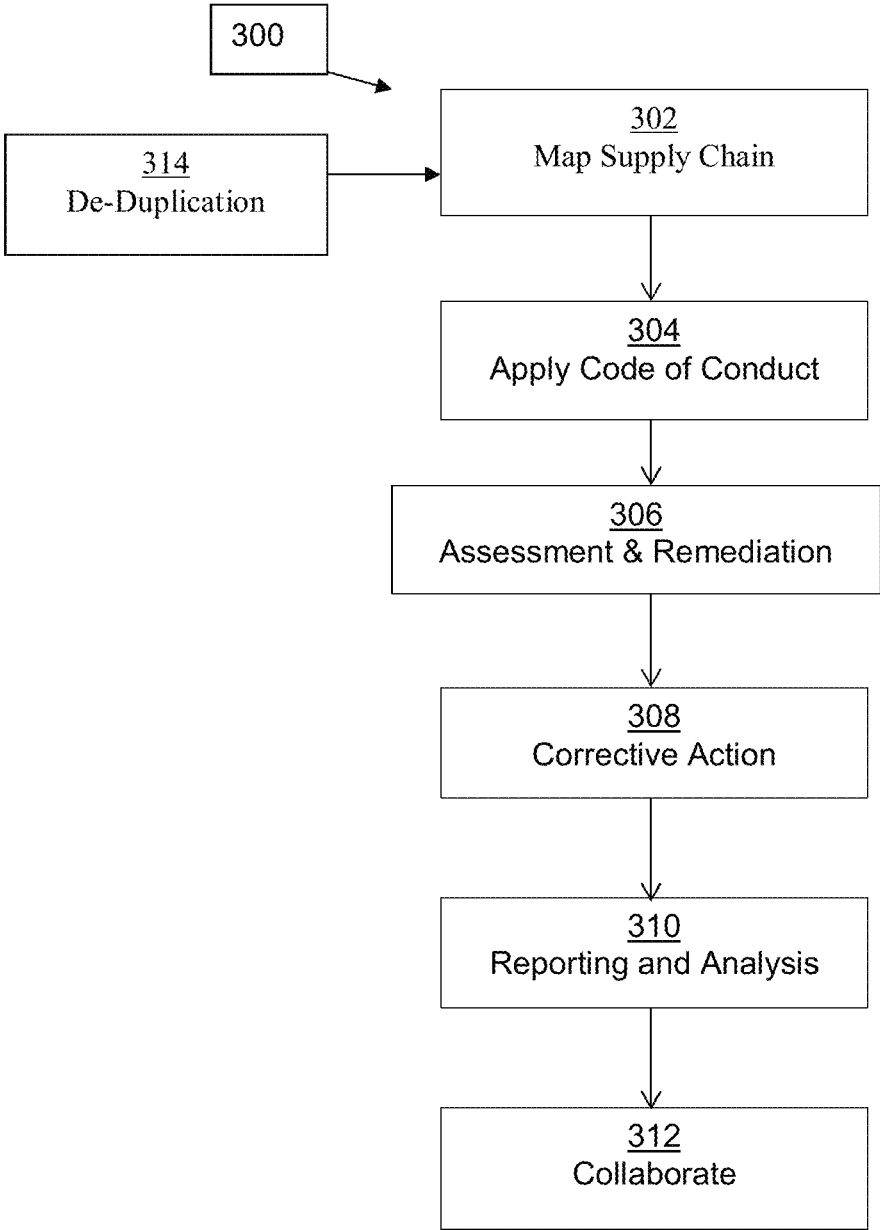 300
302
Map Supply Chain
314
De-Duplication
304
Apply Code of Conduct
306
Assessment & Remediation
308
Corrective Action
310
Reporting and Analysis
312
Collaborate